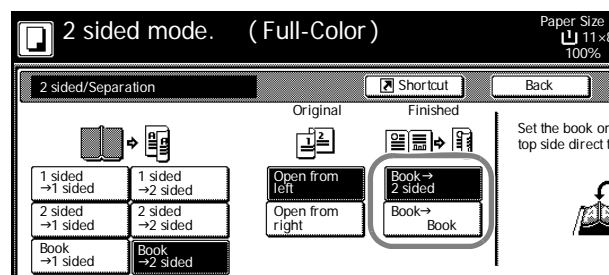 2 sided mode. (Full-Color)
Paper Size
11×8
100%
2 sided/Separation
Shortcut
Back
Original
Finished
1 sided
→1 sided
1 sided
→2 sided
2 sided
→1 sided
2 sided
→2 sided
Book
→1 sided
Book
→2 sided
Open from
left
Open from
right
Book→
2 sided
Book→
Book
Set the book or
top side direct t